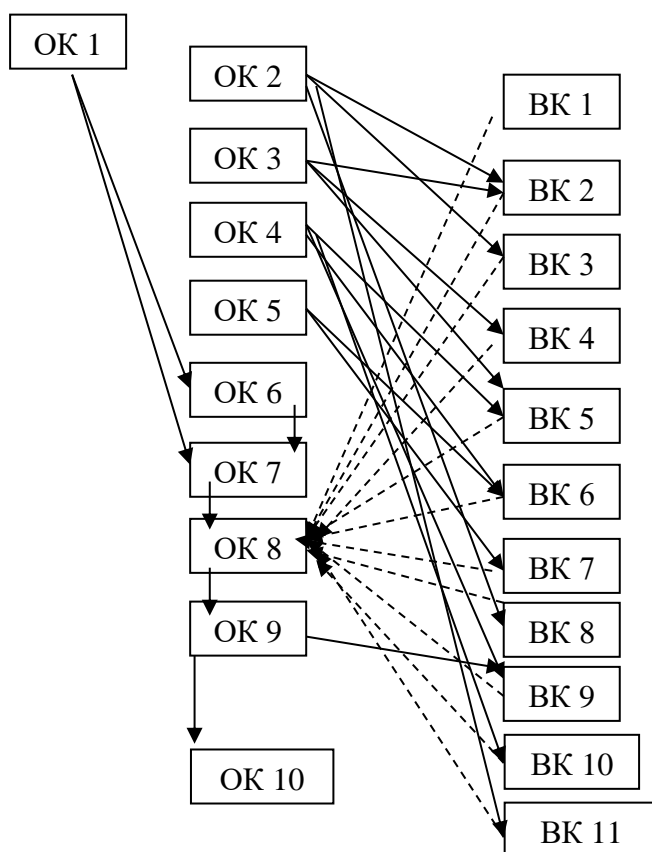 ОК 1
ОК 2
ОК 3
ОК 4
ОК 5
ОК 6
ОК 7
ОК 8
ОК 9
ОК 10
ВК 1
ВК 2
ВК 3
ВК 4
ВК 5
ВК 6
ВК 7
ВК 8
ВК 9
ВК 10
ВК 11